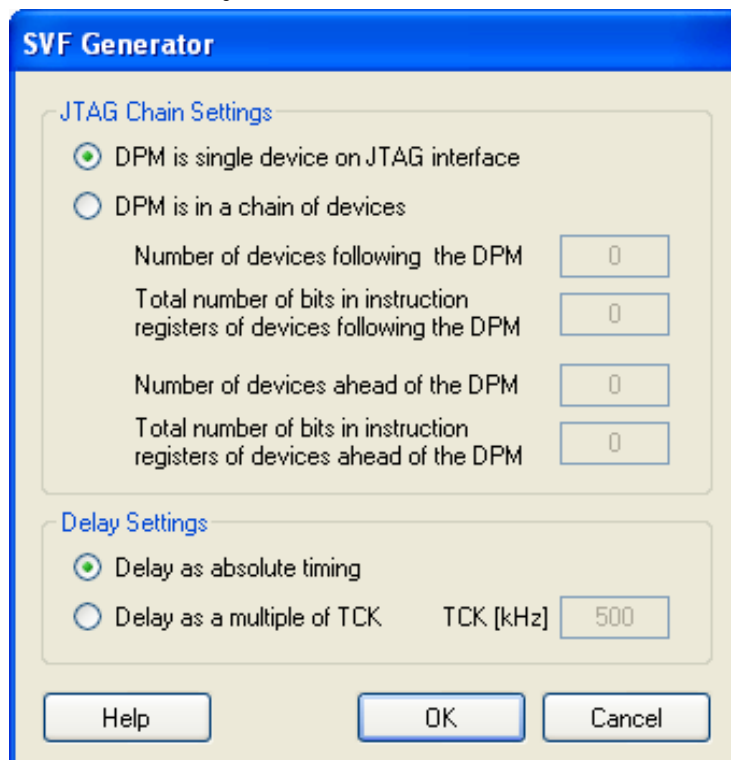 SVF Generator
JTAG Chain Settings
DPM is single device on JTAG interface
DPM is in a chain of devices
Number of devices following the DPM 0
Total number of bits in instruction
registers of devices following the DPM 0
Number of devices ahead of the DPM 0
Total number of bits in instruction
registers of devices ahead of the DPM 0
Delay Settings
Delay as absolute timing
Delay as a multiple of TCK TCK [kHz] 500
Help OK Cancel